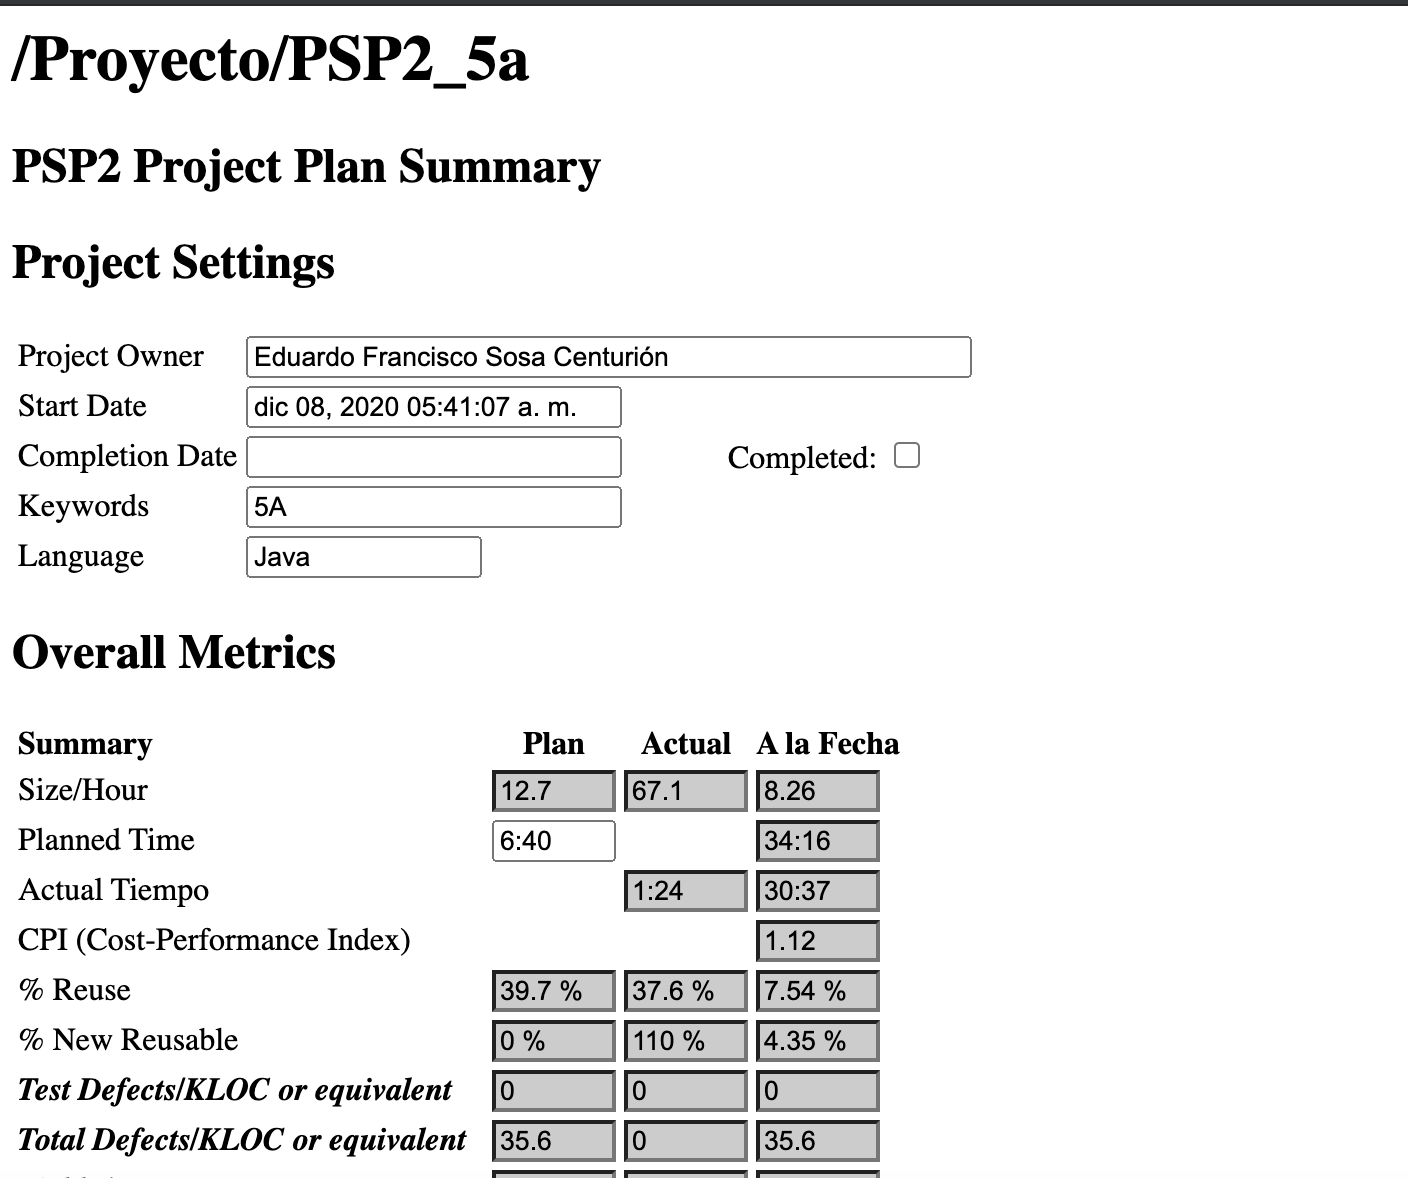 /Proyecto/PSP2_5a
PSP2 Project Plan Summary
Project Settings
Project Owner Eduardo Francisco Sosa Centurión
Start Date dic 08, 2020 05:41:07 a. m.
Completion Date Completed:
Keywords 5A
Language Java
Overall Metrics
Summary Plan Actual A la Fecha
Size/Hour 12.7 67.1 8.26
Planned Time 6:40 34:16
Actual Tiempo 1:24 30:37
CPI (Cost-Performance Index) 1.12
% Reuse 39.7 % 37.6 % 7.54 %
% New Reusable 0 % 110 % 4.35 %
Test Defects/KLOC or equivalent 0 0 0
Total Defects/KLOC or equivalent 35.6 0 35.6